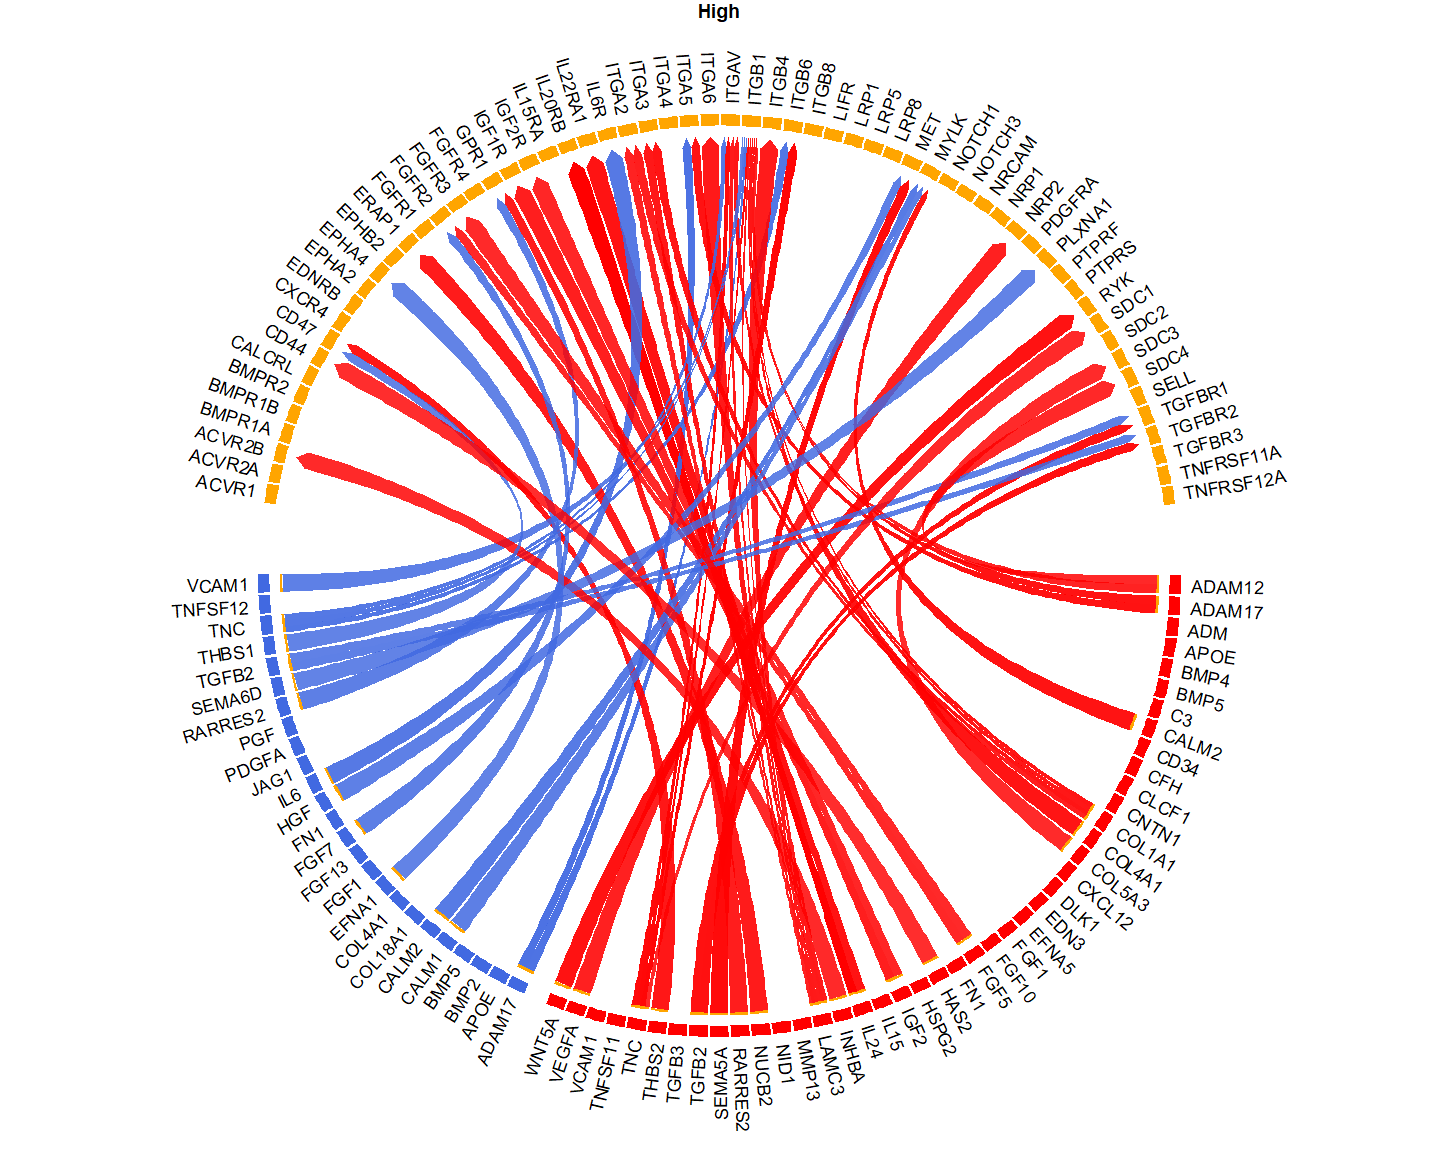 High
ACVR1
ACVR2A
ACVR2B
BMPR1A
BMPR1B
BMPR2
CALCRL
CD44
CD47
CXCR4
EDNRB
EPHA2
EPHA4
EPHB2
ERAP1
FGFR1
FGFR2
FGFR3
FGFR4
GPR1
IGF1R
IGF2R
IL15RA
IL20RB
IL22RA1
IL6R
ITGA2
ITGA3
ITGA4
ITGA5
ITGA6
ITGAV
ITGB1
ITGB4
ITGB6
ITGB8
LIFR
LRP1
LRP5
LRP8
MET
MYLK
NOTCH1
NOTCH3
NRCAM
NRP1
NRP2
PDGFRA
PLXNA1
PTPRF
PTPRS
RYK
SDC1
SDC2
SDC3
SDC4
SELL
TGFBR1
TGFBR2
TGFBR3
TNFRSF11A
TNFRSF12A
ADAM12
ADAM17
ADM
APOE
BMP4
BMP5
C3
CALM2
CD34
CFH
CLCF1
CNTN1
COL1A1
COL4A1
COL5A3
CXCL12
DLK1
EDN3
EFNA5
FGF1
FGF10
FGF5
FN1
HAS2
HSPG2
IGF2
IL15
IL24
INHBA
LAMC3
MMP13
NID1
NUCB2
RARRES2
SEMA5A
TGFB2
TGFB3
THBS2
TNC
TNFSF11
VCAM1
VEGFA
WNT5A
ADAM17
APOE
BMP2
BMP5
CALM1
CALM2
COL18A1
COL4A1
EFNA1
FGF1
FGF13
FGF7
FN1
HGF
IL6
JAG1
PDGFA
PGF
RARRES2
SEMA6D
TGFB2
THBS1
TNC
TNFSF12
VCAM1